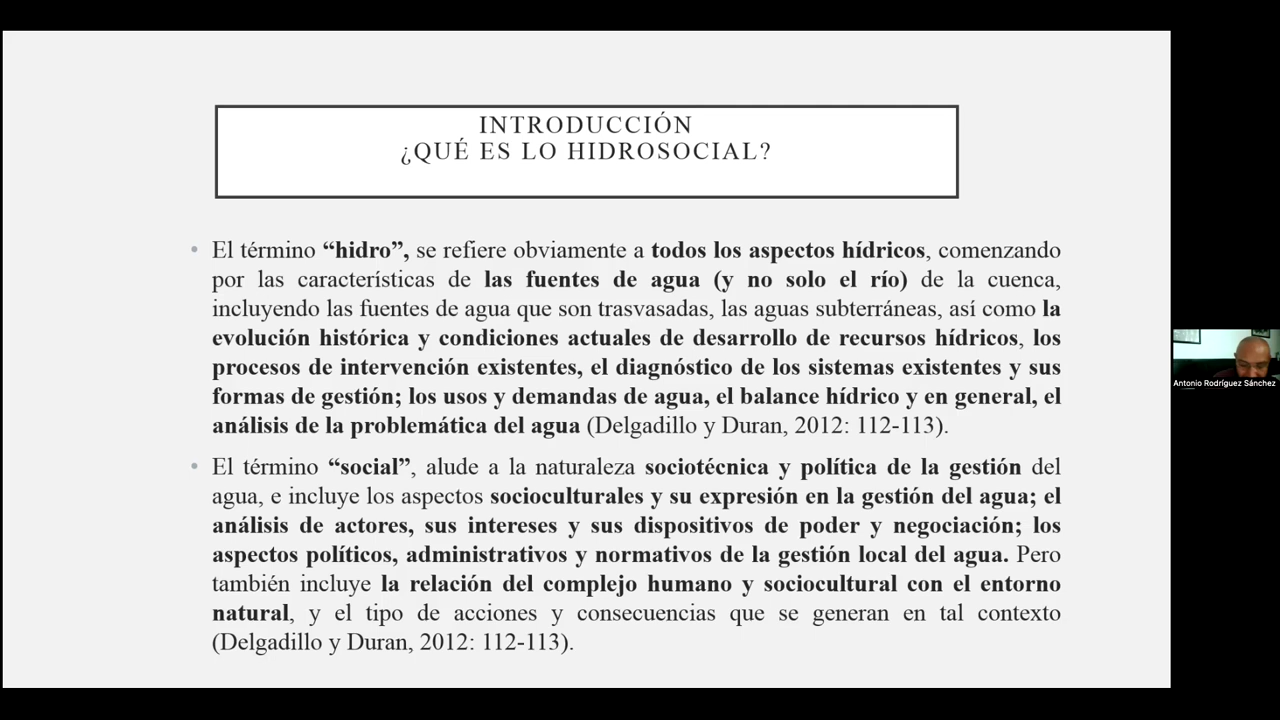 INTRODUCCIÓN
¿QUÉ ES LO HIDROSOCIAL?
• El término “hidro”, se refiere obviamente a todos los aspectos hídricos, comenzando
por las características de las fuentes de agua (y no solo el río) de la cuenca,
incluyendo las fuentes de agua que son trasvasadas, las aguas subterráneas, así como la
evolución histórica y condiciones actuales de desarrollo de recursos hídricos, los
procesos de intervención existentes, el diagnóstico de los sistemas existentes y sus
formas de gestión; los usos y demandas de agua, el balance hídrico y en general, el
análisis de la problemática del agua (Delgadillo y Duran, 2012: 112-113).
• El término “social”, alude a la naturaleza sociotécnica y política de la gestión del
agua, e incluye los aspectos socioculturales y su expresión en la gestión del agua; el
análisis de actores, sus intereses y sus dispositivos de poder y negociación; los
aspectos políticos, administrativos y normativos de la gestión local del agua. Pero
también incluye la relación del complejo humano y sociocultural con el entorno
natural, y el tipo de acciones y consecuencias que se generan en tal contexto
(Delgadillo y Duran, 2012: 112-113).
Antonio Rodríguez Sánchez